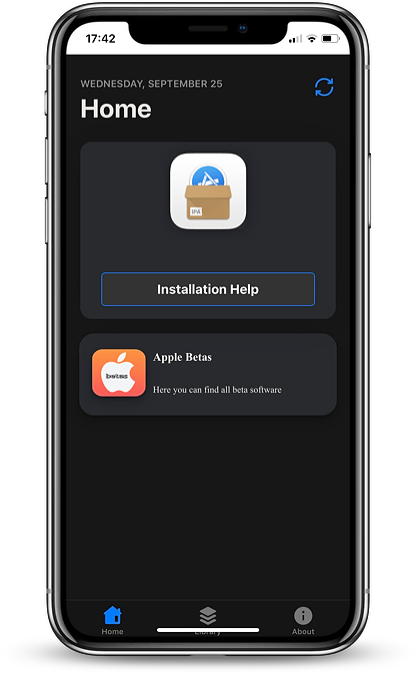 17:42
WEDNESDAY, SEPTEMBER 25
Home
IPA
Installation Help
betas
Apple Betas
Here you can find all beta software
Home
Library
About